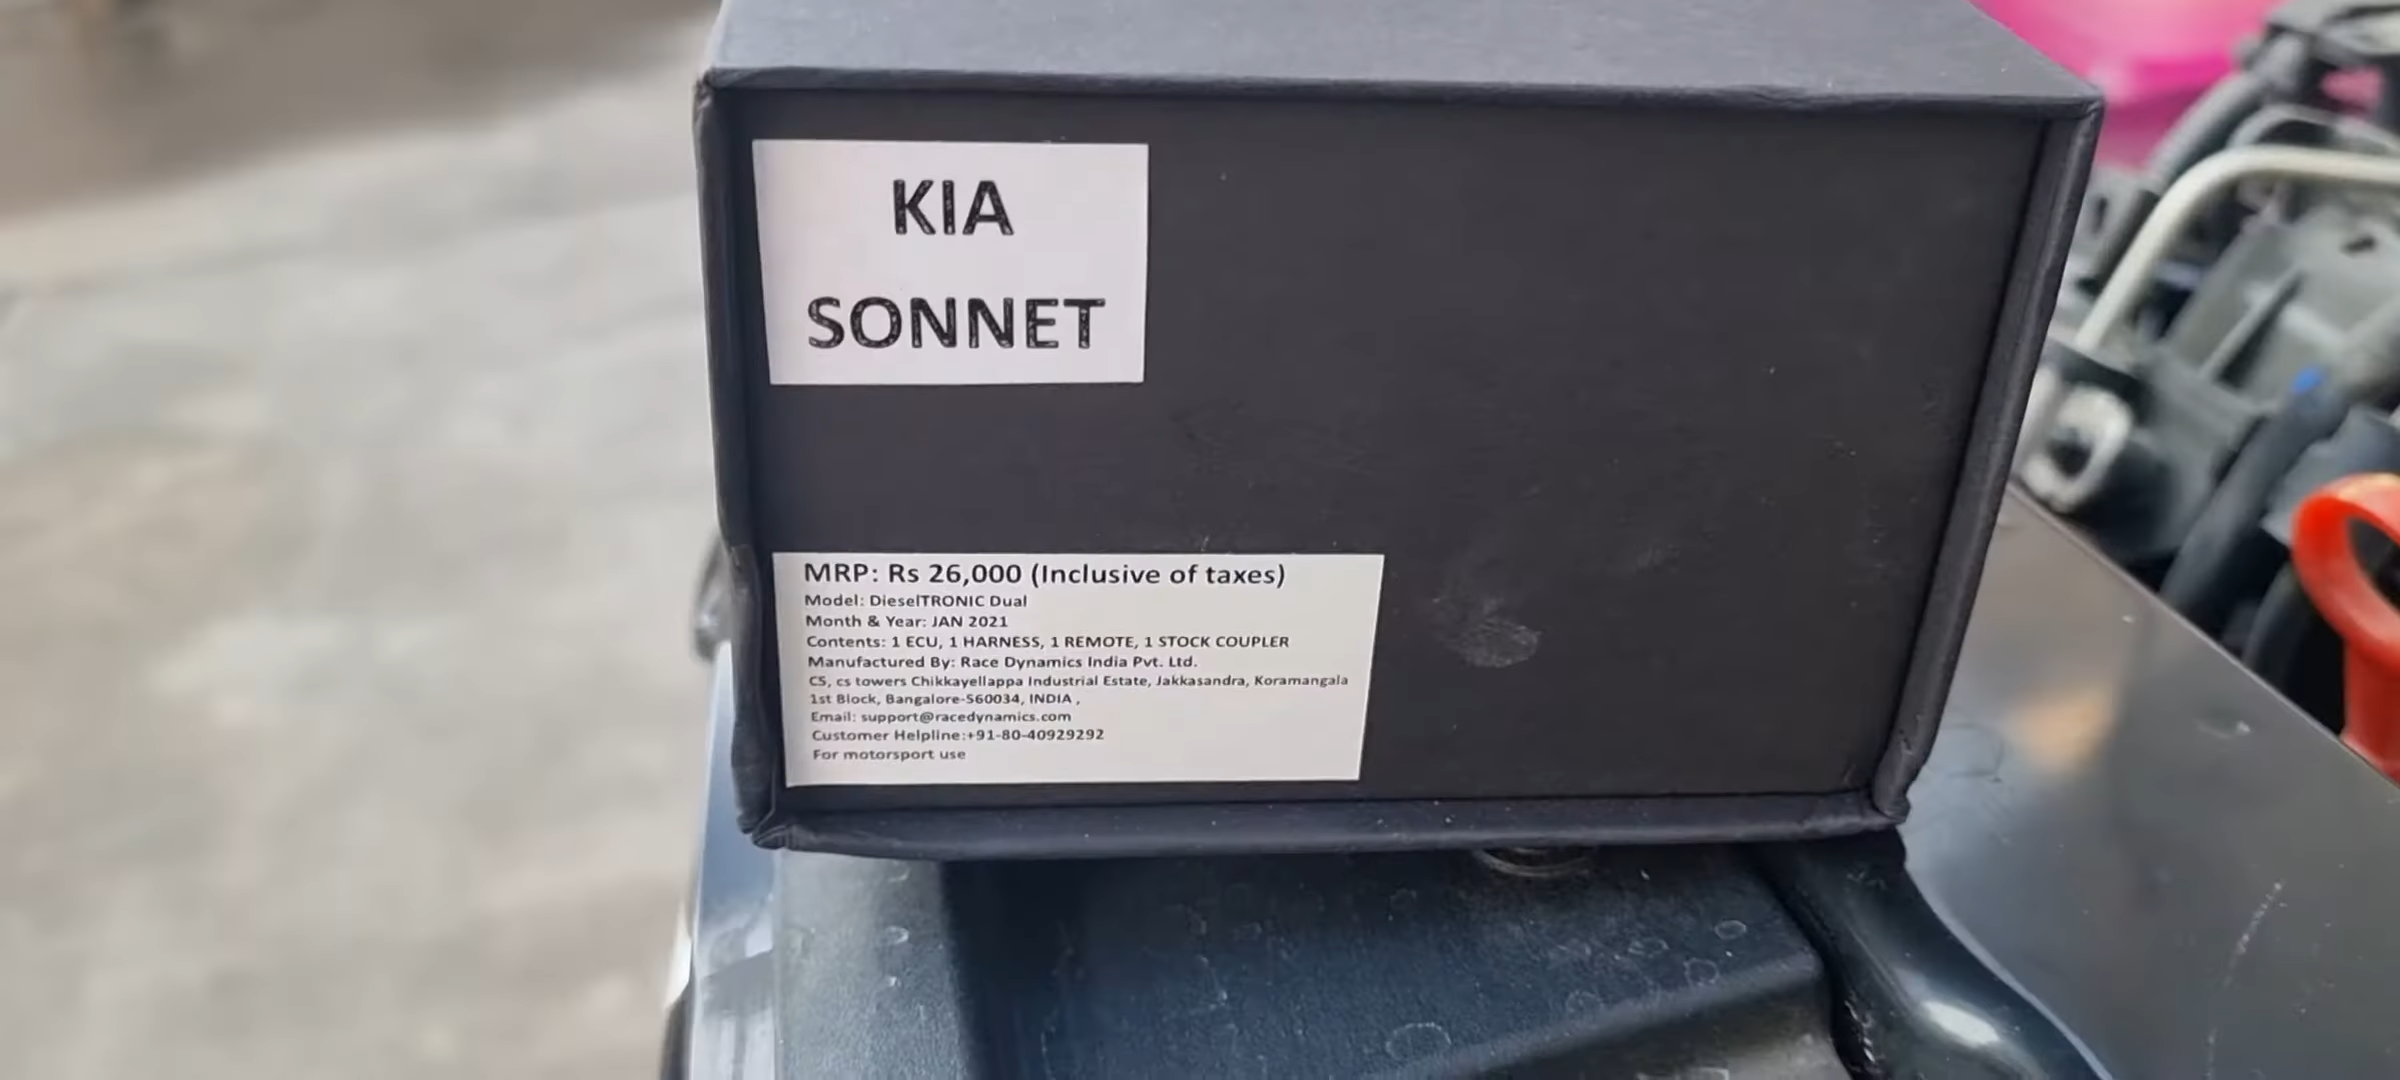 KIA
SONNET
MRP: Rs 26,000 (Inclusive of taxes)
Model: DieselTRONIC Dual
Month & Year: JAN 2021
Contents: 1 ECU, 1 HARNESS, 1 REMOTE, 1 STOCK COUPLER
Manufactured By: Race Dynamics India Pvt. Ltd.
C5, cs towers Chikkayellappa Industrial Estate, Jakkasandra, Koramangala
1st Block, Bangalore-560034, INDIA ,
Email: support@racedynamics.com
Customer Helpline:+91-80-40929292
For motorsport use